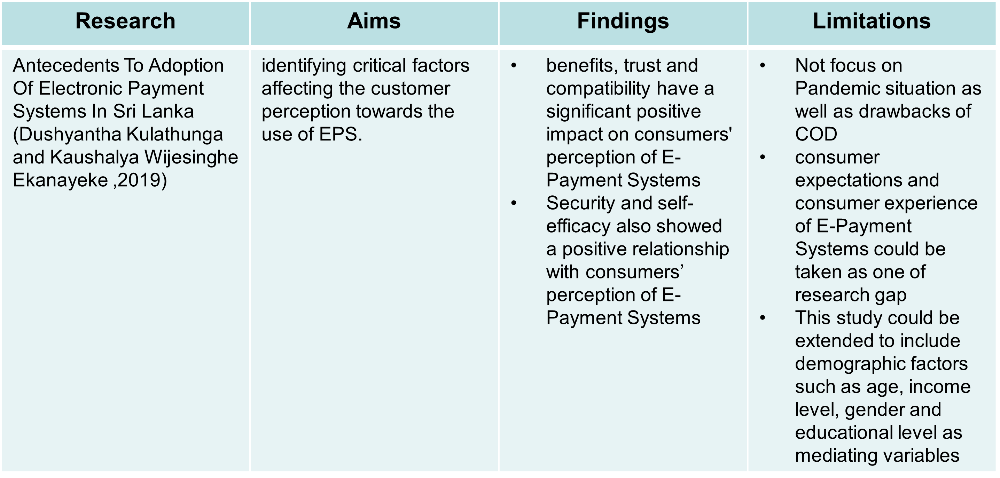 Research
Aims
Findings
Limitations
Antecedents To Adoption
Of Electronic Payment
Systems In Sri Lanka
(Dushyantha Kulathunga
and Kaushalya Wijesinghe
Ekanayeke ,2019)
identifying critical factors
affecting the customer
perception towards the
use of EPS.
• benefits, trust and
compatibility have a
significant positive
impact on consumers'
perception of E-
Payment Systems
• Security and self-
efficacy also showed
a positive relationship
with consumers’
perception of E-
Payment Systems
• Not focus on
Pandemic situation as
well as drawbacks of
COD
• consumer
expectations and
consumer experience
of E-Payment
Systems could be
taken as one of
research gap
• This study could be
extended to include
demographic factors
such as age, income
level, gender and
educational level as
mediating variables